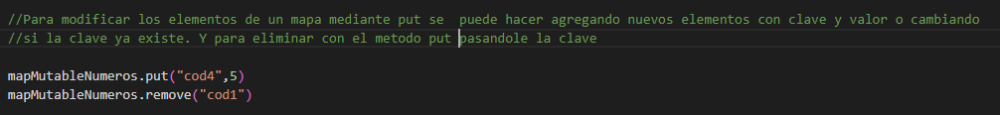 //Para modificar los elementos de un mapa mediante put se  puede hacer agregando nuevos elementos con clave y valor o cambiando
//si la clave ya existe. Y para eliminar con el metodo put pasandole la clave
mapMutableNumeros.put("cod4",5)
mapMutableNumeros.remove("cod1")